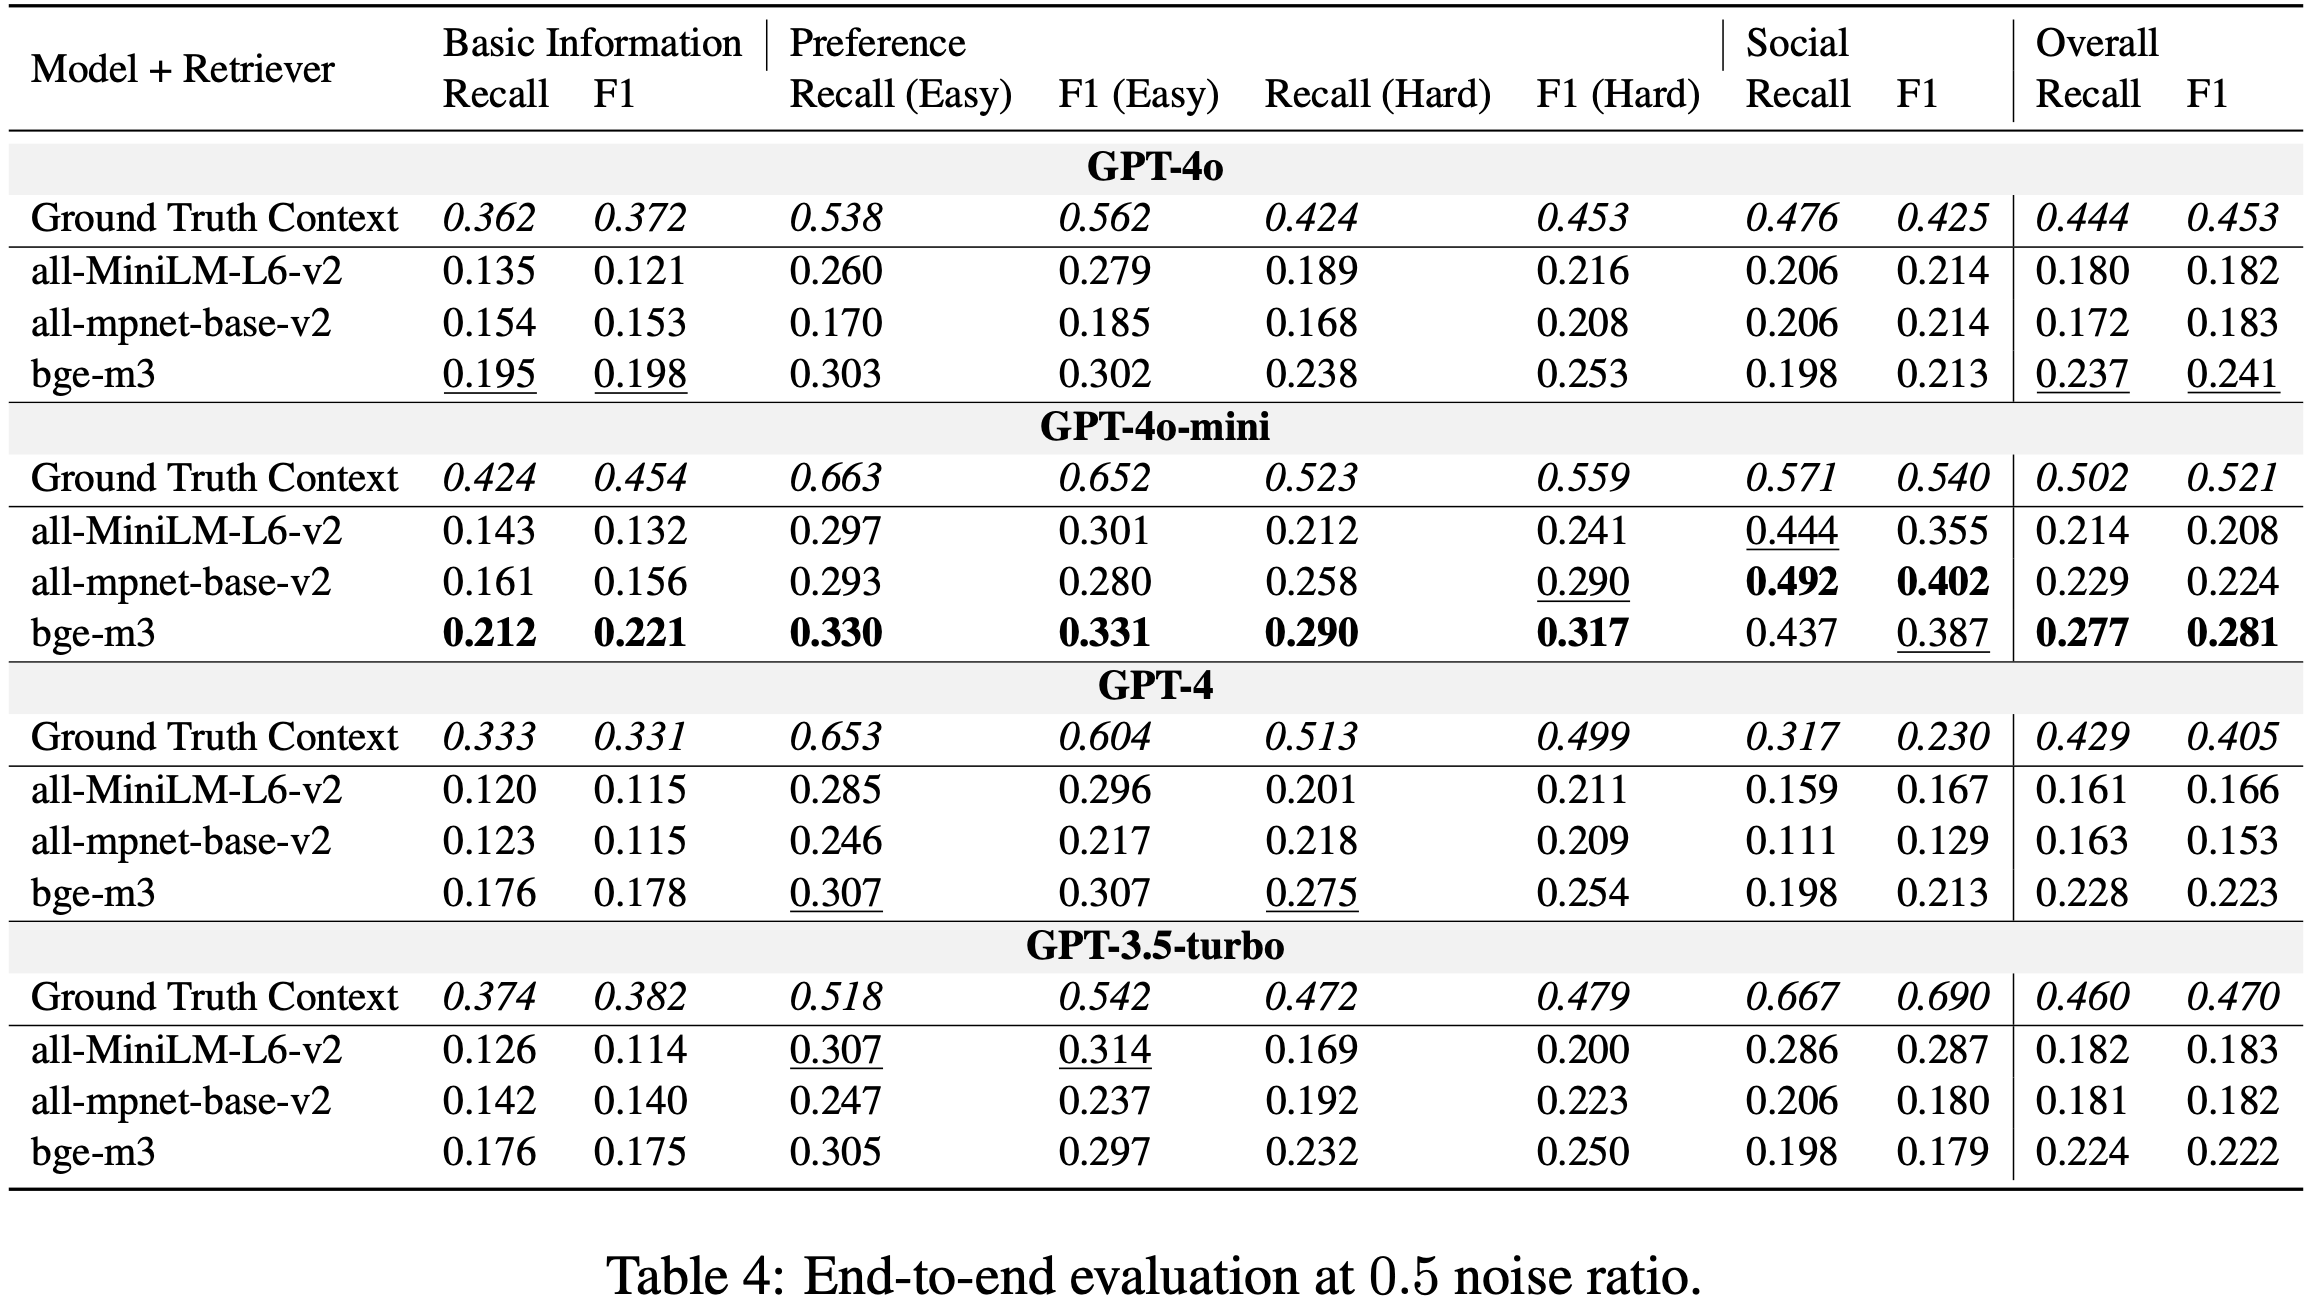 Model + Retriever Basic Information Preference Social Overall
Recall F1 Recall (Easy) F1 (Easy) Recall (Hard) F1 (Hard) Recall F1 Recall F1
GPT-4o
Ground Truth Context 0.362 0.372 0.538 0.562 0.424 0.453 0.476 0.425 0.444 0.453
all-MiniLM-L6-v2 0.135 0.121 0.260 0.279 0.189 0.216 0.206 0.214 0.180 0.182
all-mpnet-base-v2 0.154 0.153 0.170 0.185 0.168 0.208 0.206 0.214 0.172 0.183
bge-m3 0.195 0.198 0.303 0.302 0.238 0.253 0.198 0.213 0.237 0.241
GPT-4o-mini
Ground Truth Context 0.424 0.454 0.663 0.652 0.523 0.559 0.571 0.540 0.502 0.521
all-MiniLM-L6-v2 0.143 0.132 0.297 0.301 0.212 0.241 0.444 0.355 0.214 0.208
all-mpnet-base-v2 0.161 0.156 0.293 0.280 0.258 0.290 0.492 0.402 0.229 0.224
bge-m3 0.212 0.221 0.330 0.331 0.290 0.317 0.437 0.387 0.277 0.281
GPT-4
Ground Truth Context 0.333 0.331 0.653 0.604 0.513 0.499 0.317 0.230 0.429 0.405
all-MiniLM-L6-v2 0.120 0.115 0.285 0.296 0.201 0.211 0.159 0.167 0.161 0.166
all-mpnet-base-v2 0.123 0.115 0.246 0.217 0.218 0.209 0.111 0.129 0.163 0.153
bge-m3 0.176 0.178 0.307 0.307 0.275 0.254 0.198 0.213 0.228 0.223
GPT-3.5-turbo
Ground Truth Context 0.374 0.382 0.518 0.542 0.472 0.479 0.667 0.690 0.460 0.470
all-MiniLM-L6-v2 0.126 0.114 0.307 0.314 0.169 0.200 0.286 0.287 0.182 0.183
all-mpnet-base-v2 0.142 0.140 0.247 0.237 0.192 0.223 0.206 0.180 0.181 0.182
bge-m3 0.176 0.175 0.305 0.297 0.232 0.250 0.198 0.179 0.224 0.222
Table 4: End-to-end evaluation at 0.5 noise ratio.